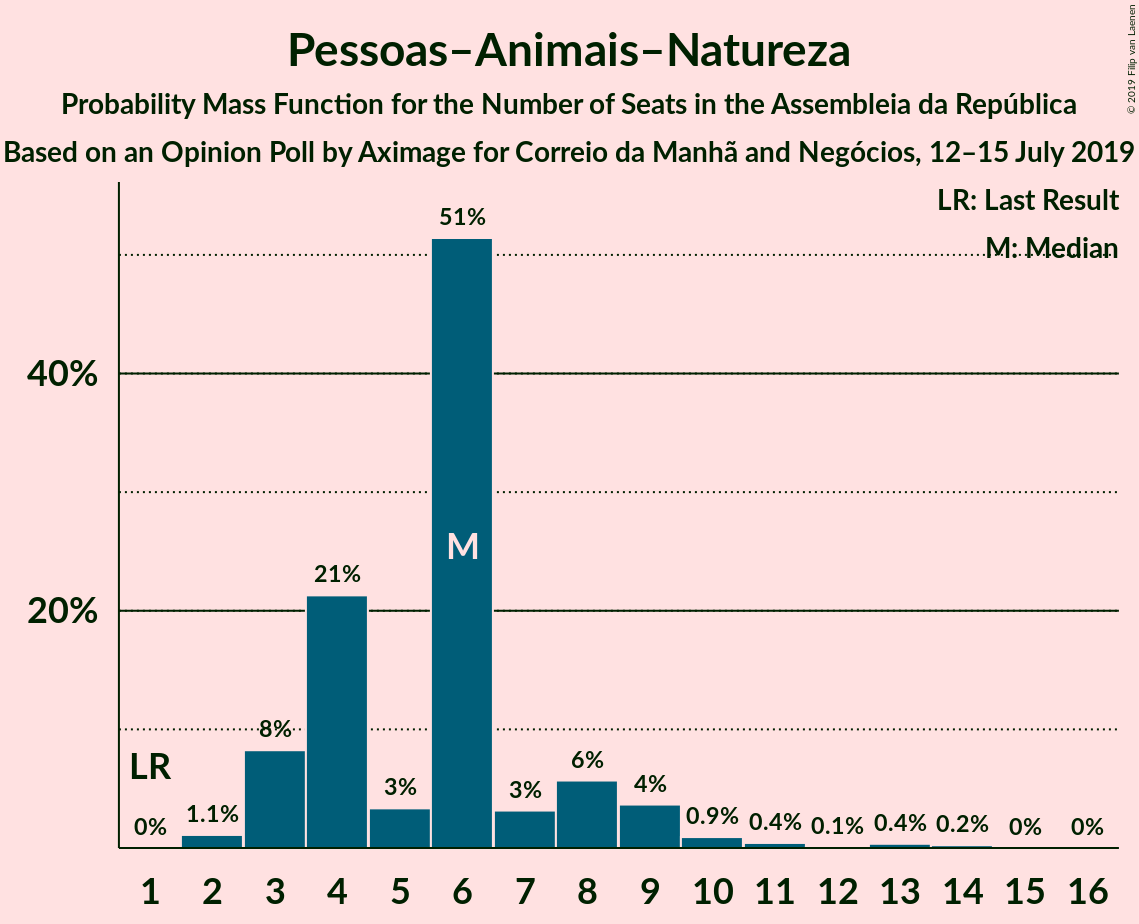 Pessoas–Animais–Natureza
Probability Mass Function for the Number of Seats in the Assembleia da República
Based on an Opinion Poll by Aximage for Correio da Manhã and Negócios, 12–15 July 2019
© 2019 Filip van Laenen
LR: Last Result
M: Median
51%
40%
M
21%
20%
8%
LR
6%
3%
3%
4%
0%
1.1%
0.9%
0.4%
0.1%
0.4%
0.2%
0%
0%
1 2 3 4 5 6 7 8 9 10 11 12 13 14 15 16